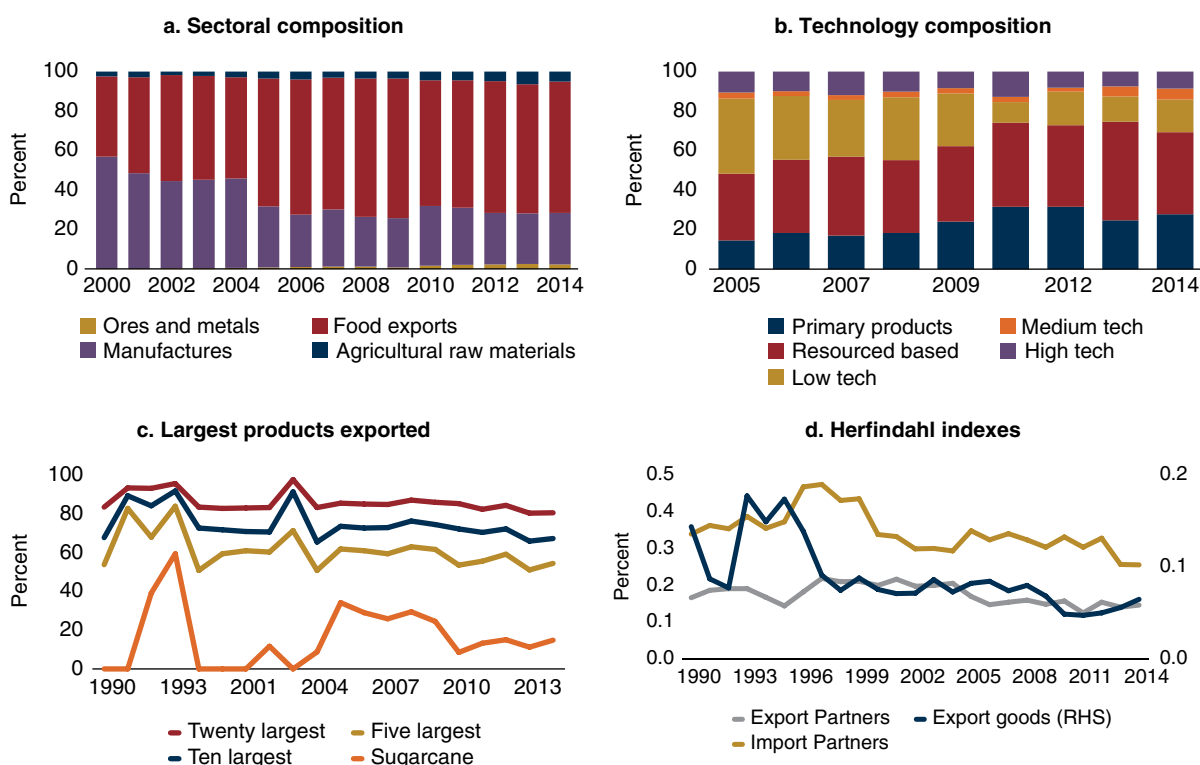 a. Sectoral composition
100
80
60
40
20
0
Percent
2000 2002 2004 2006 2008 2010 2012 2014
Ores and metals
Food exports
Manufactures
Agricultural raw materials
b. Technology composition
100
80
60
40
20
0
Percent
2005 2007 2009 2012 2014
Primary products
Medium tech
Resourced based
High tech
Low tech
c. Largest products exported
100
80
60
40
20
0
Percent
1990 1993 2001 2004 2007 2010 2013
Twenty largest
Five largest
Ten largest
Sugarcane
d. Herfindahl indexes
0.5
0.4
0.3
0.2
0.1
0.0
Percent
0.2
0.1
0.0
1990 1993 1996 1999 2002 2005 2008 2011 2014
Export Partners
Export goods (RHS)
Import Partners